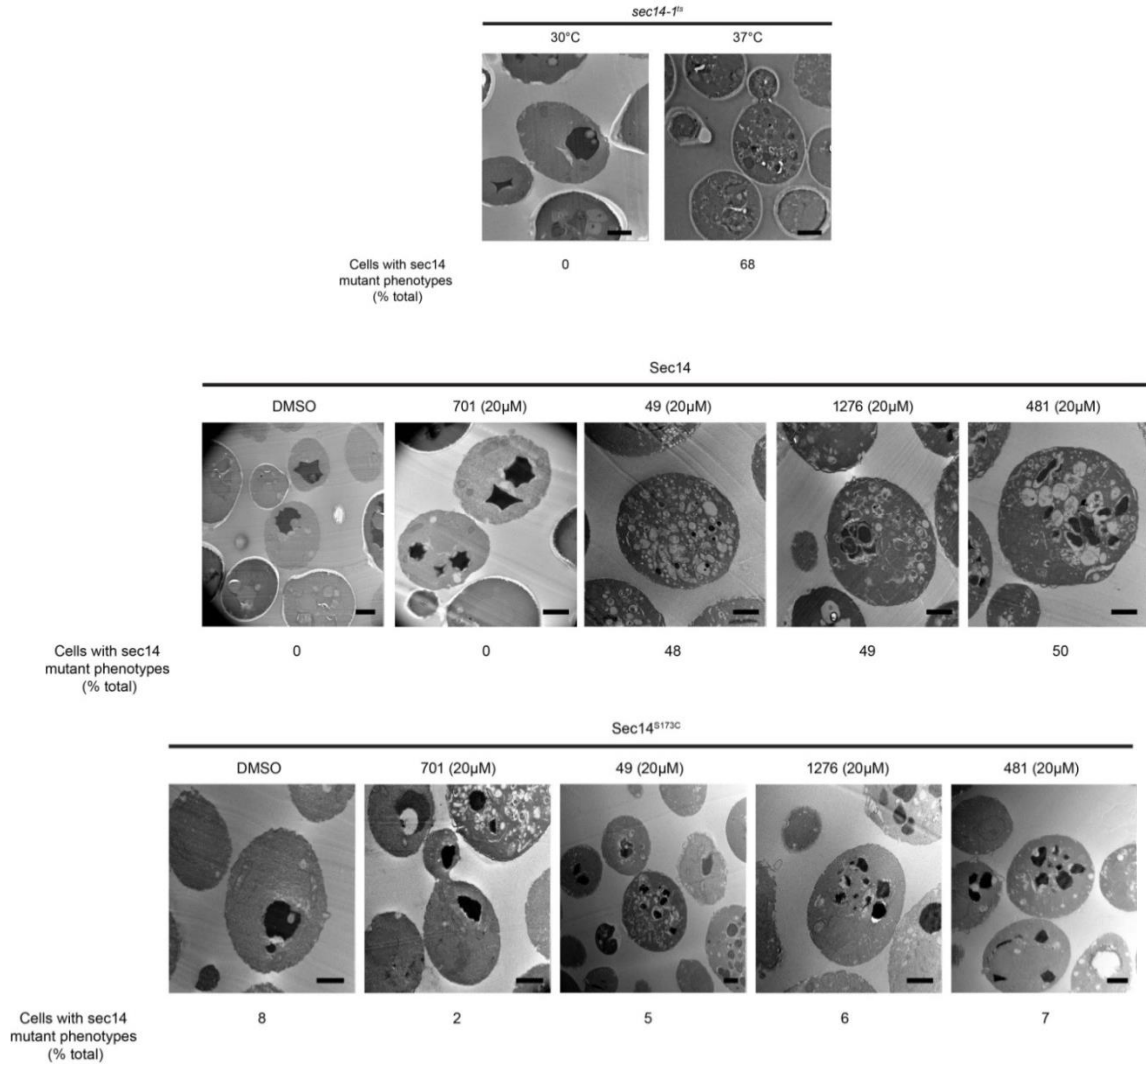 sec14-1ts
30°C 37°C
Cells with sec14
mutant phenotypes
(% total)
0 68
Sec14
DMSO 701 (20µM) 49 (20µM) 1276 (20µM) 481 (20µM)
Cells with sec14
mutant phenotypes
(% total)
0 0 48 49 50
Sec14S173C
DMSO 701 (20µM) 49 (20µM) 1276 (20µM) 481 (20µM)
Cells with sec14
mutant phenotypes
(% total)
8 2 5 6 7